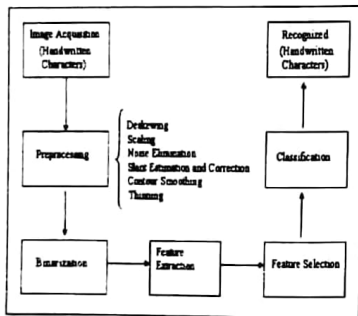 Image Acquisition
(Handwritten
Characters)
Preprocessing
Deskewing
Scaling
Noise Elimination
Slant Estimation and Correction
Contour Smoothing
Thinning
Binarization
Feature
Extraction
Feature Selection
Classification
Recognized
(Handwritten
Characters)